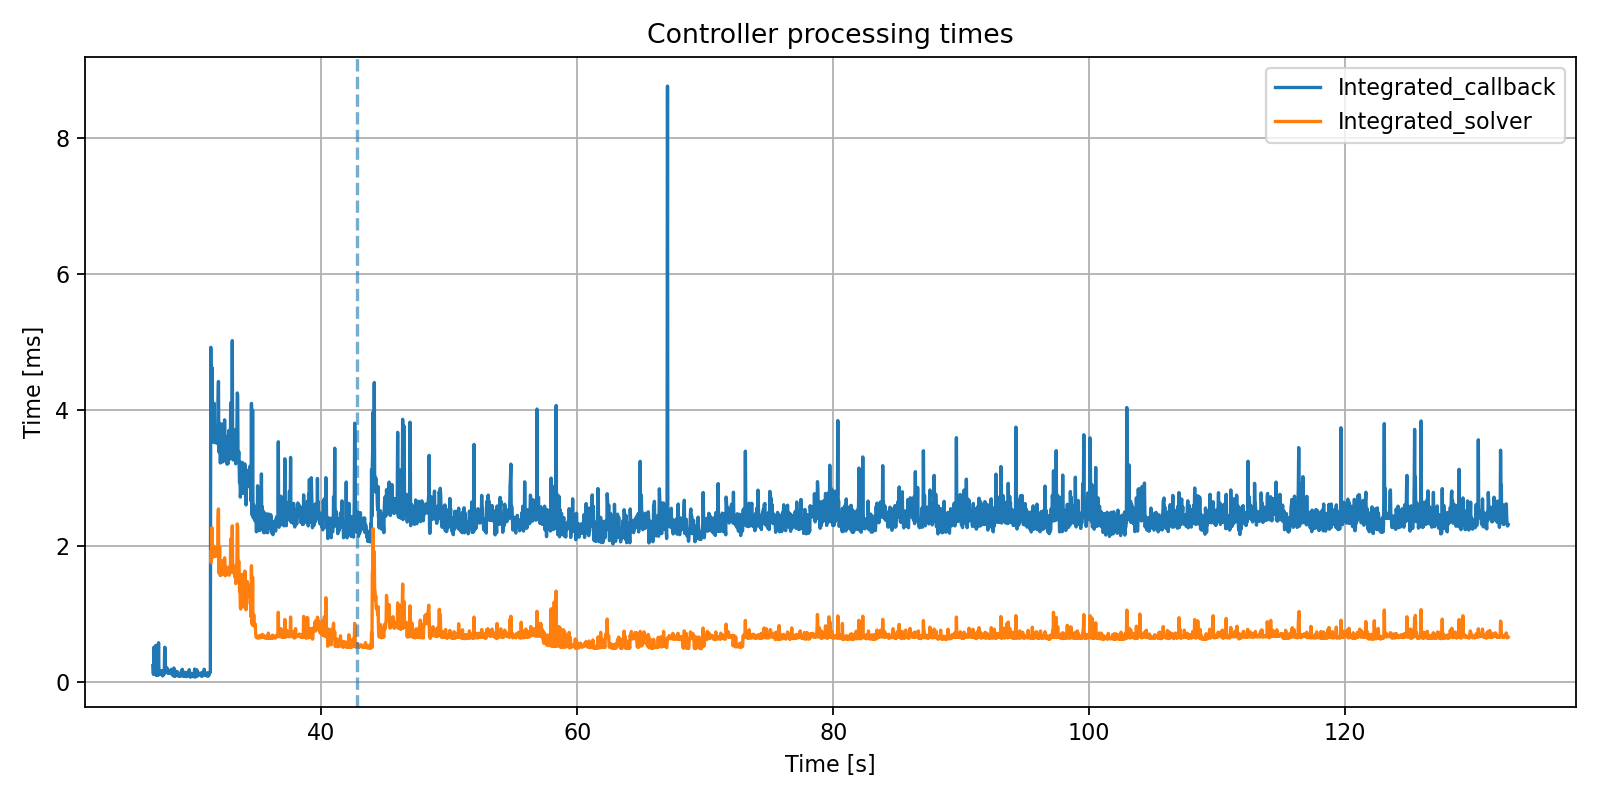 Controller processing times
Integrated_callback
Integrated_solver
Time [ms]
8
6
4
2
0
40 60 80 100 120
Time [s]